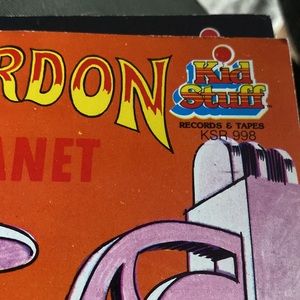 RDON
Kid
Stuff
RECORDS & TAPES
KSR 998
ANET